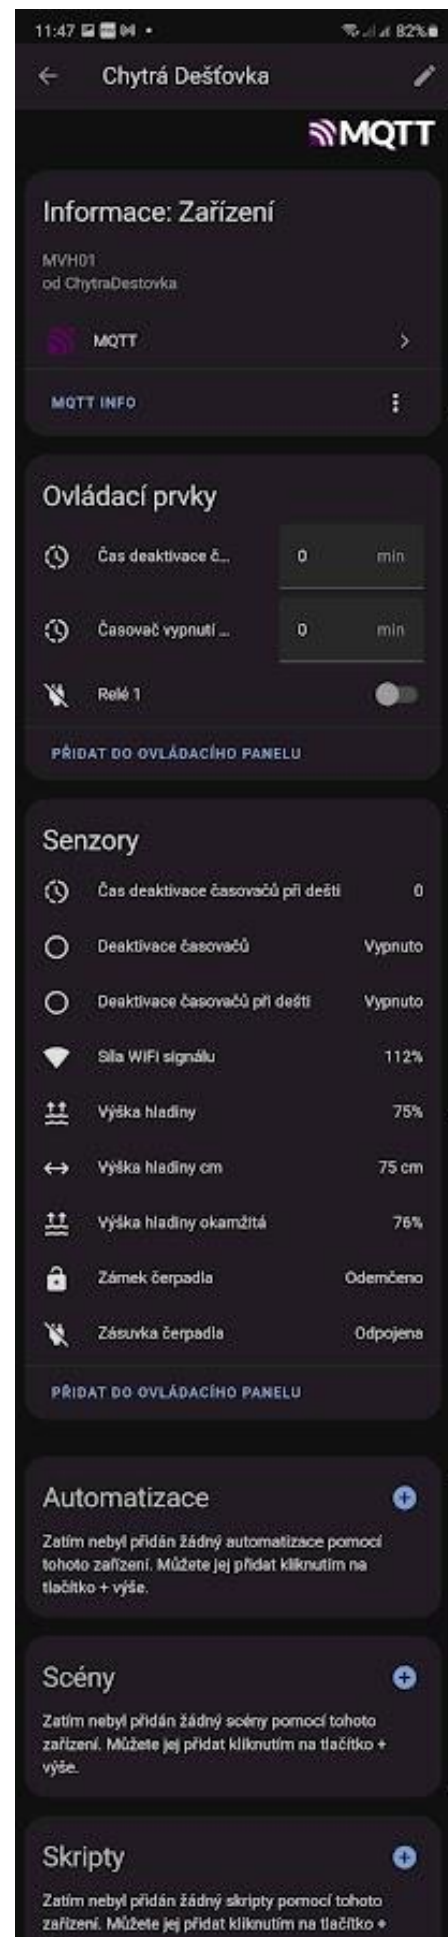 11:47
82%
Chytrá Dešťovka
MQTT
Informace: Zařízení
MVH01
od ChytraDestovka
MQTT
MQTT INFO
Ovládací prvky
Čas deaktivace č... 0 min
Časovač vypnutí ... 0 min
Relé 1
PŘIDAT DO OVLÁDACÍHO PANELU
Senzory
Čas deaktivace časovačů při dešti 0
Deaktivace časovačů Vypnuto
Deaktivace časovačů při dešti Vypnuto
Síla WiFi signálu 112%
Výška hladiny 75%
Výška hladiny cm 75 cm
Výška hladiny okamžitá 76%
Zámek čerpadla Odemčeno
Zásuvka čerpadla Odpojena
PŘIDAT DO OVLÁDACÍHO PANELU
Automatizace
Zatím nebyl přidán žádný automatizace pomocí
tohoto zařízení. Můžete jej přidat kliknutím na
tlačítko + výše.
Scény
Zatím nebyl přidán žádný scény pomocí tohoto
zařízení. Můžete jej přidat kliknutím na tlačítko +
výše.
Skripty
Zatím nebyl přidán žádný skripty pomocí tohoto
zařízení. Můžete jej přidat kliknutím na tlačítko +